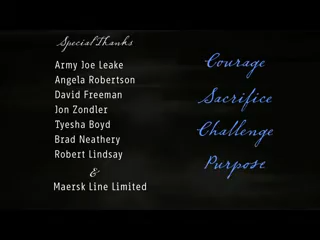 Special Thanks
Army Joe Leake
Angela Robertson
David Freeman
Jon Zondler
Tyesha Boyd
Brad Neathery
Robert Lindsay
&
Maersk Line Limited
Courage
Sacrifice
Challenge
Purpose